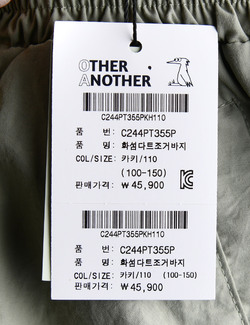 OTHER
ANOTHER
C244PT355PKH110
품 번: C244PT355P
품 명: 화섬다트조거바지
COL/SIZE: 카키/110
(100-150)
판매가격: ₩ 45,900
C244PT355PKH110
품 번: C244PT355P
품 명: 화섬다트조거바지
COL/SIZE: 카키/110 (100-150)
판매가격: ₩ 45,900